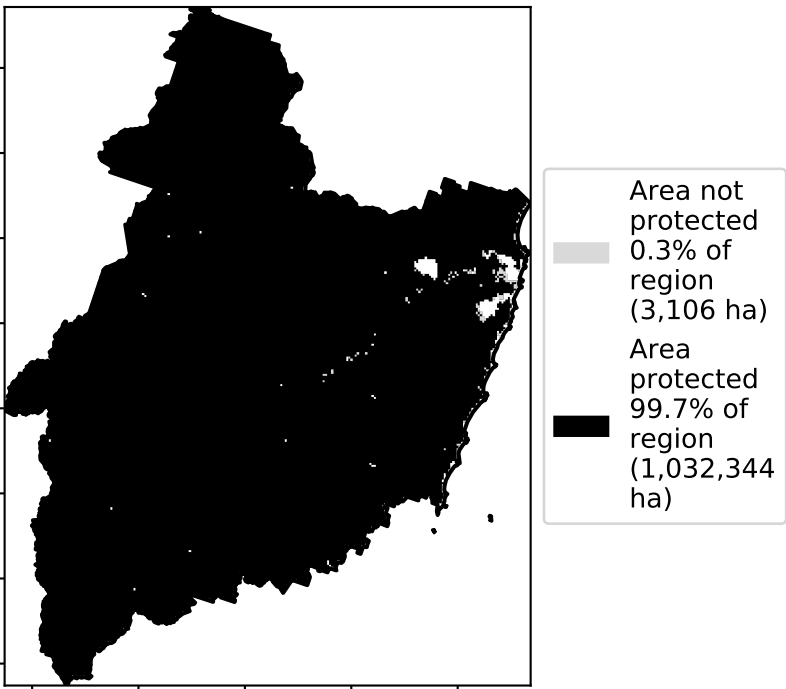 Area not
protected
0.3% of
region
(3,106 ha)
Area
protected
99.7% of
region
(1,032,344
ha)